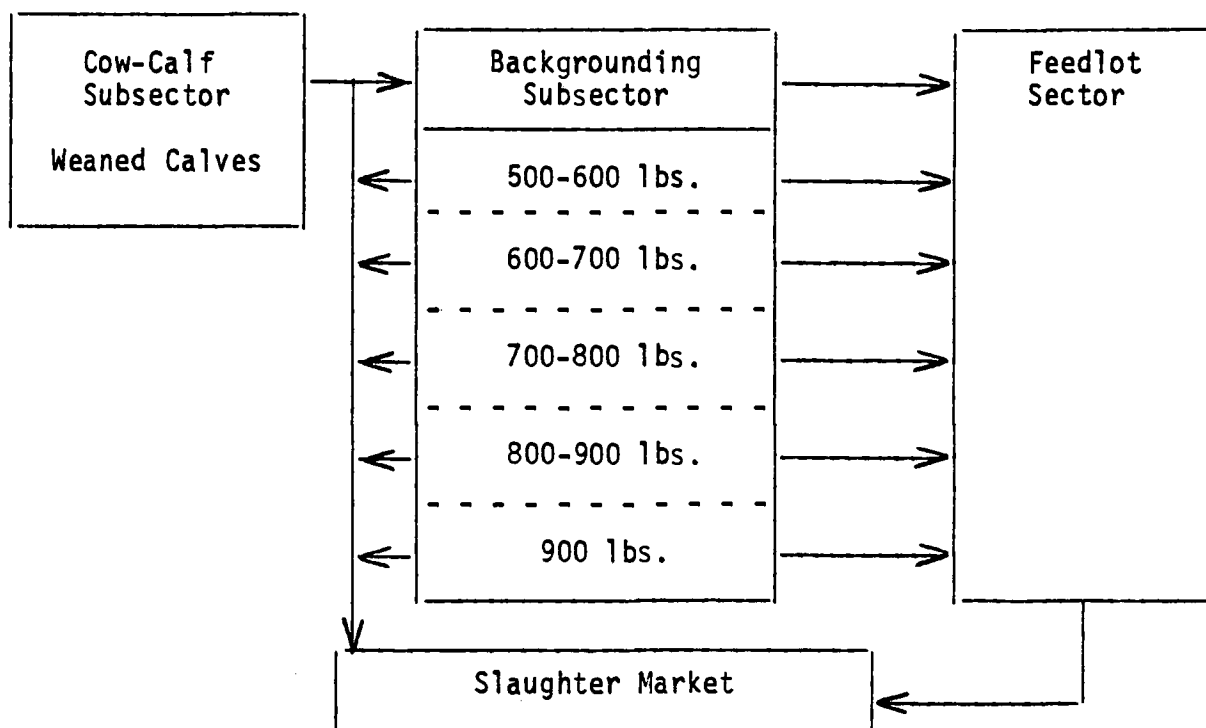 Cow-Calf
Subsector
Weaned Calves
Backgrounding
Subsector
500-600 lbs.
600-700 lbs.
700-800 lbs.
800-900 lbs.
900 lbs.
Feedlot
Sector
Slaughter Market